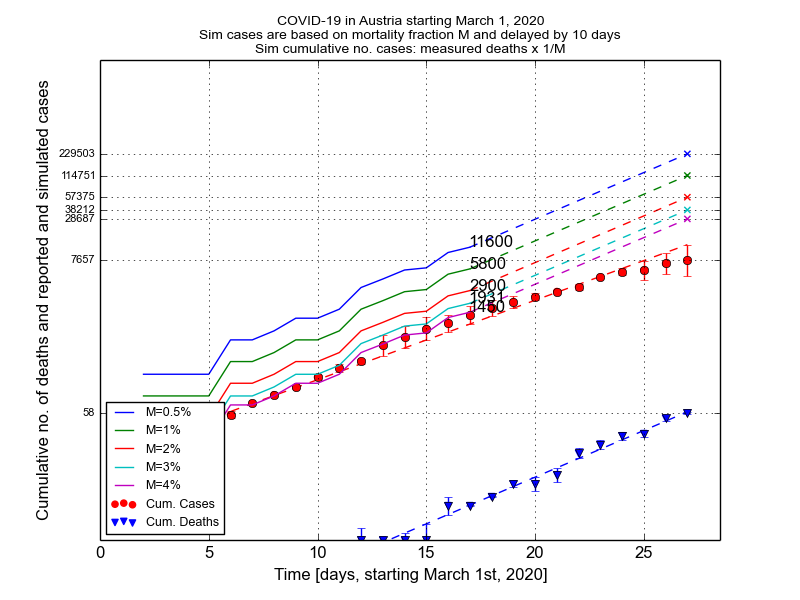 COVID-19 in Austria starting March 1, 2020
Sim cases are based on mortality fraction M and delayed by 10 days
Sim cumulative no. cases: measured deaths x 1/M
Cumulative no. of deaths and reported and simulated cases
229503
114751
57375
38212
28687
7657
58
11600
5800
2900
1931
1450
M=0.5%
M=1%
M=2%
M=3%
M=4%
Cum. Cases
Cum. Deaths
0 5 10 15 20 25
Time [days, starting March 1st, 2020]